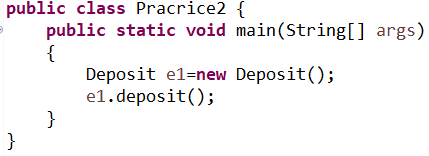 public class Pracrice2 {
public static void main(String[] args)
{
Deposit e1=new Deposit();
e1.deposit();
}
}